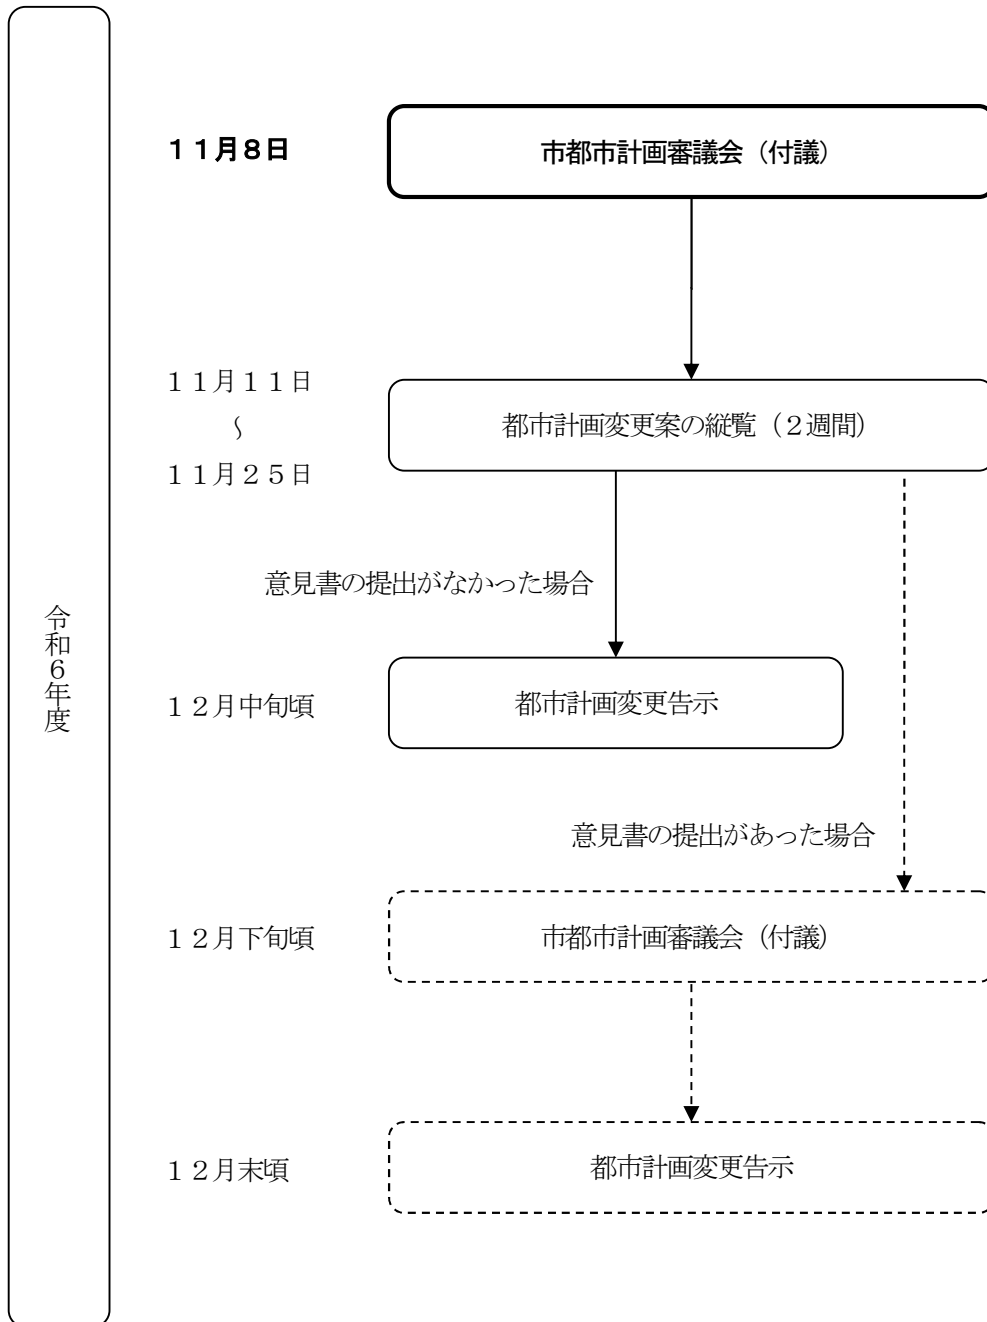 令和６年度
１１月８日
市都市計画審議会（付議）
１１月１１日
～
１１月２５日
都市計画変更案の縦覧（２週間）
意見書の提出がなかった場合
１２月中旬頃
都市計画変更告示
意見書の提出があった場合
１２月下旬頃
市都市計画審議会（付議）
１２月末頃
都市計画変更告示